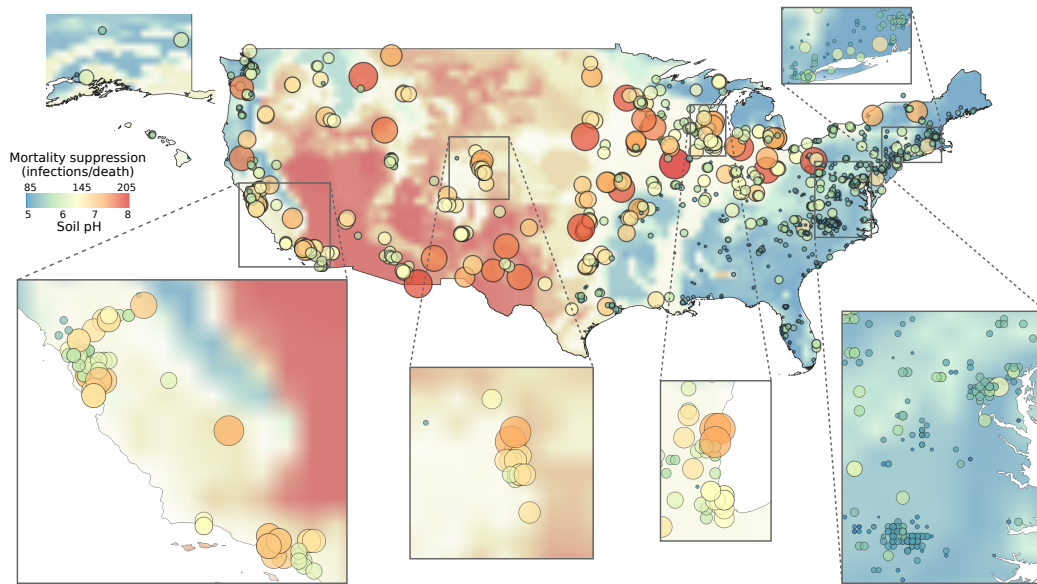 Mortality suppression
(infections/death)
85 145 205
5 6 7 8
Soil pH